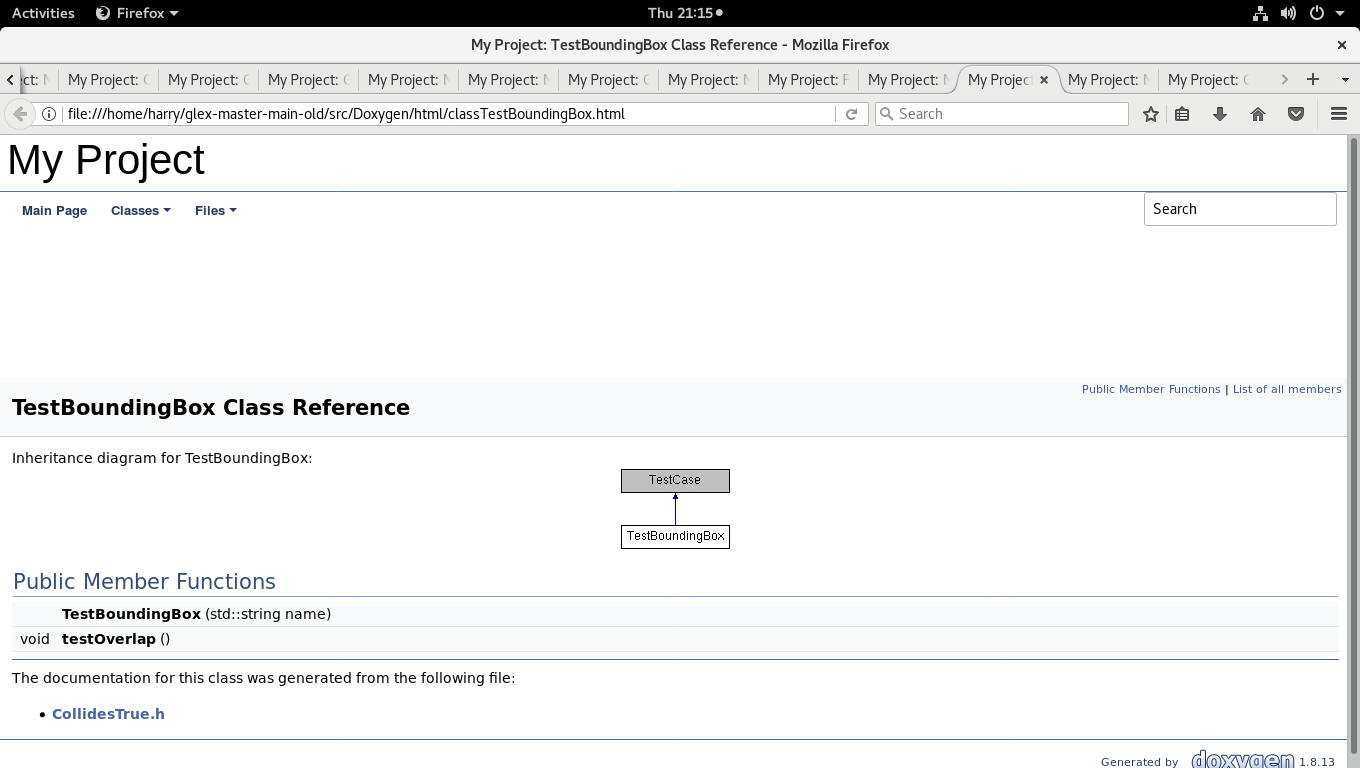 Activities Firefox Thu 21:15
My Project: TestBoundingBox Class Reference - Mozilla Firefox
ect: My Project: My Project: My Project: My Project: My Project: My Project: My Project: My Project: My Project: My Project My Project: My Project:
file:///home/harry/glex-master-main-old/src/Doxygen/html/classTestBoundingBox.html Search
My Project
Main Page Classes Files Search
Public Member Functions | List of all members
TestBoundingBox Class Reference
Inheritance diagram for TestBoundingBox:
TestCase
TestBoundingBox
Public Member Functions
TestBoundingBox (std::string name)
void testOverlap ()
The documentation for this class was generated from the following file:
• CollidesTrue.h
Generated by doxygen 1.8.13